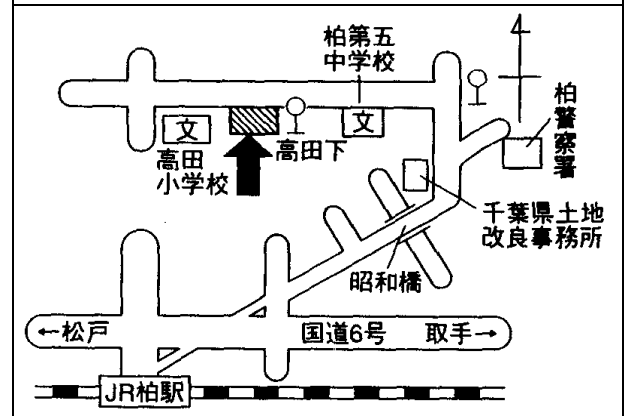 柏第五
中学校
文
文
高田
小学校
高田下
柏警察署
千葉県土地
改良事務所
昭和橋
←松戸
国道6号
取手→
JR柏駅